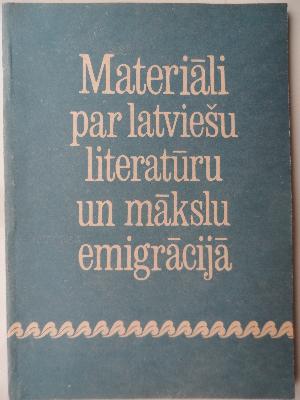 Materiāli
par latviešu
literatūru
un mākslu
emigrācijā